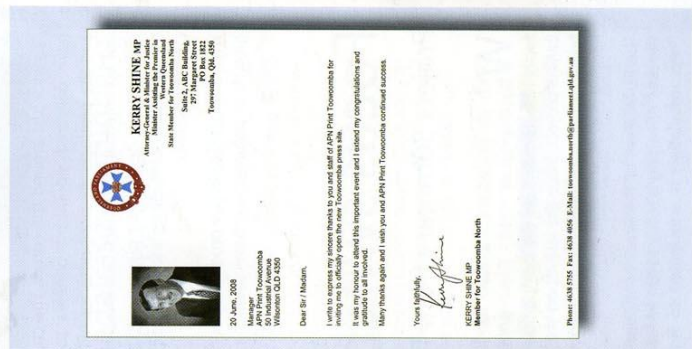 KERRY SHINE MP
Attorney-General & Minister for Justice
Minister Assisting the Premier in
Western Queensland
State Member for Toowoomba North
Suite 2, ABC Building,
297 Margaret Street
PO Box 1822
Toowoomba, Qld. 4350
20 June, 2008
Manager
APN Print Toowoomba
50 Industrial Avenue
Wilsonton QLD 4350
Dear Sir / Madam,
I write to express my sincere thanks to you and staff of APN Print Toowoomba for
inviting me to officially open the new Toowoomba press site.
It was my honour to attend this important event and I extend my congratulations and
gratitude to all involved.
Many thanks again and I wish you and APN Print Toowoomba continued success.
Yours faithfully,
Kerry Shine
KERRY SHINE MP
Member for Toowoomba North
Phone: 4638 5755 Fax: 4638 4056 E-Mail: toowoomba.north@parliament.qld.gov.au